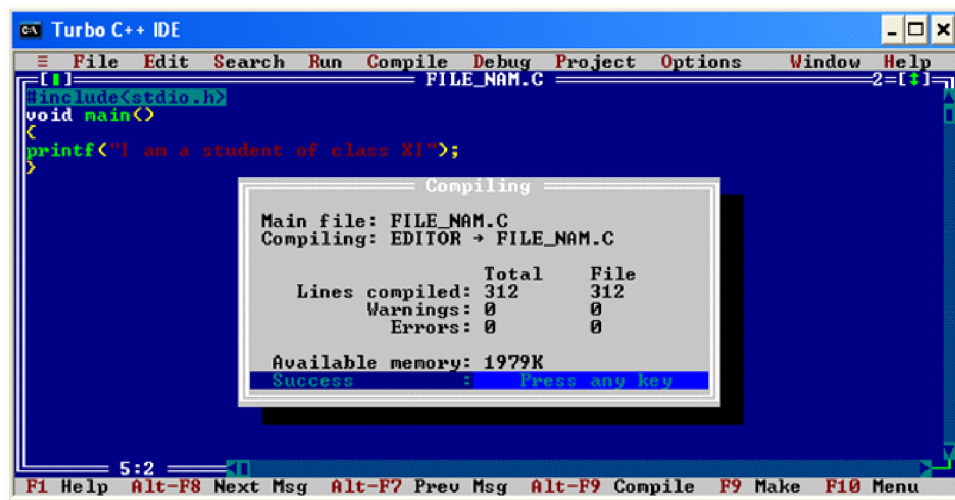 Turbo C++ IDE
≡ File Edit Search Run Compile Debug Project Options Window Help
[■] FILE_NAM.C 2=[↕]
#include<stdio.h>
void main()
{
printf("I am a student of class XI");
}
Compiling
Main file: FILE_NAM.C
Compiling: EDITOR → FILE_NAM.C
Total File
Lines compiled: 312 312
Warnings: 0 0
Errors: 0 0
Available memory: 1979K
Success : Press any key
5:2
F1 Help Alt-F8 Next Msg Alt-F7 Prev Msg Alt-F9 Compile F9 Make F10 Menu